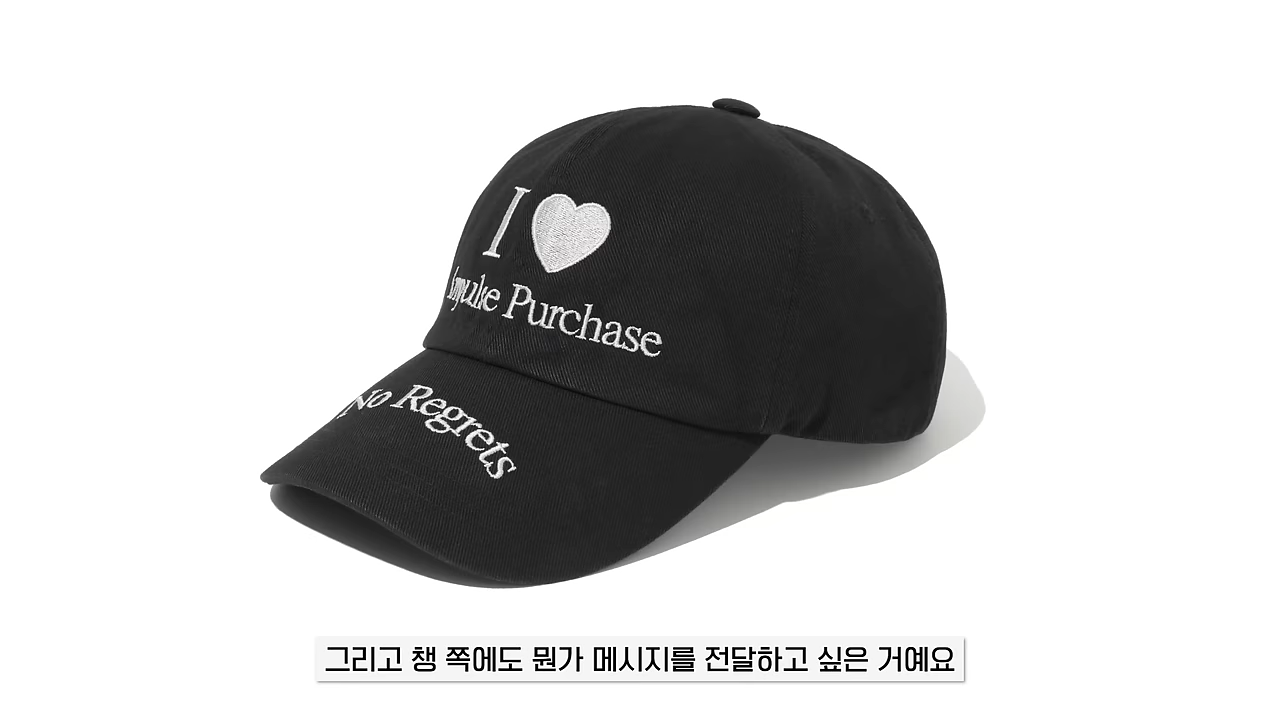 I ♥
Impulse Purchase
No Regrets
그리고 챙 쪽에도 뭔가 메시지를 전달하고 싶은 거예요